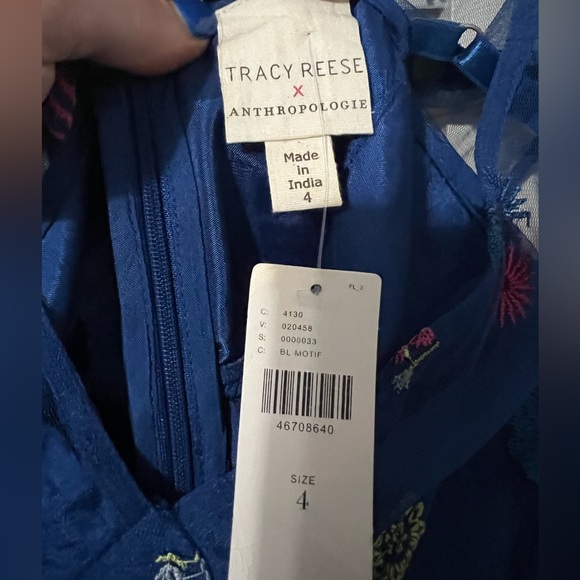 TRACY REESE
X
ANTHROPOLOGIE
Made
in
India
4
FL_3
C: 4130
V: 020458
S: 0000033
C: BL MOTIF
46708640
SIZE
4